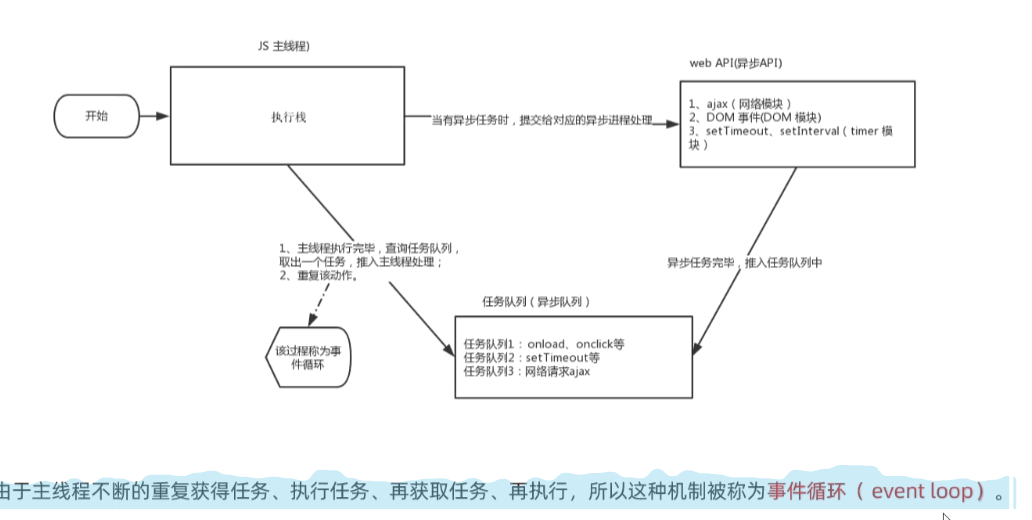 JS 主线程)
web API(异步API)
开始
执行栈
当有异步任务时，提交给对应的异步进程处理
1、ajax（网络模块）
2、DOM 事件(DOM 模块)
3、setTimeout、setInterval（timer 模
块）
1、主线程执行完毕，查询任务队列，
取出一个任务，推入主线程处理；
2、重复该动作。
异步任务完毕，推入任务队列中
任务队列（异步队列）
任务队列1：onload、onclick等
任务队列2：setTimeout等
任务队列3：网络请求ajax
该过程称为事
件循环
由于主线程不断的重复获得任务、执行任务、再获取任务、再执行，所以这种机制被称为事件循环（ event loop）。